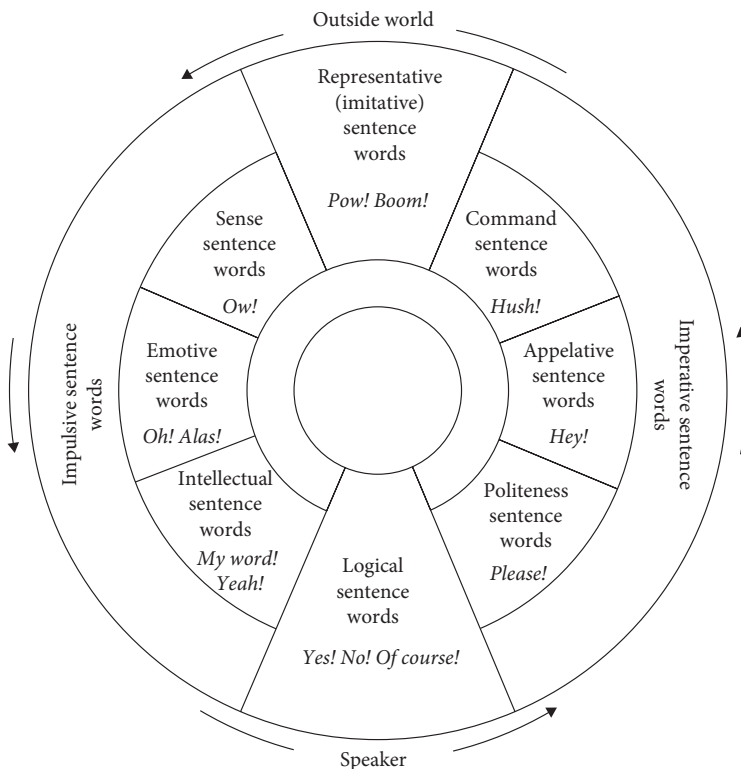 Outside world
Representative
(imitative)
sentence
words
Pow! Boom!
Sense
sentence
words
Ow!
Command
sentence
words
Hush!
Emotive
sentence
words
Oh! Alas!
Appelative
sentence
words
Hey!
Intellectual
sentence
words
My word!
Yeah!
Politeness
sentence
words
Please!
Logical
sentence
words
Yes! No! Of course!
Impulsive sentence
words
Imperative sentence
words
Speaker